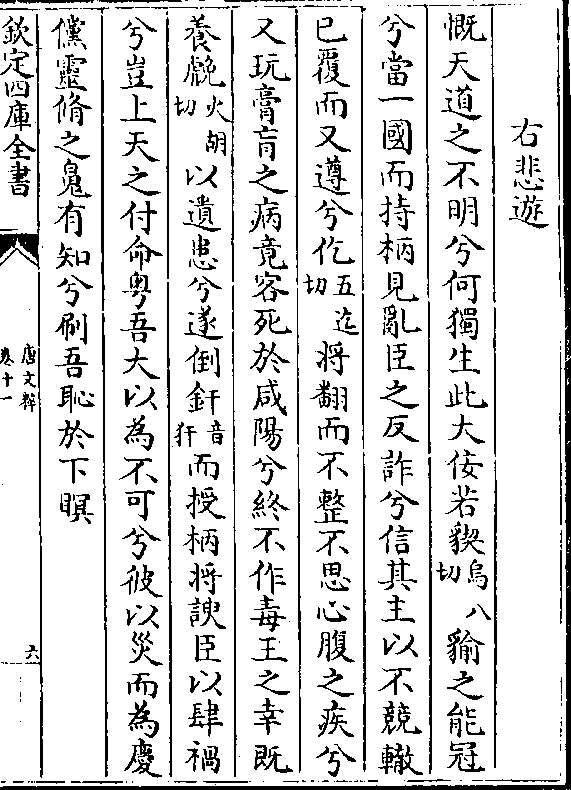 右悲遊
慨天道之不明兮何獨生此大佞若貏烏八切貐之能冠
兮當一國而持柄見亂臣之反詐兮信其主以不競轍
已覆而又遵兮仡五迄切將翻而不整不思心腹之疾兮
又玩膏肓之病竟客死於咸陽兮終不作毒王之幸既
養虪火胡切以遺患兮遂倒釬音犴而授柄將諛臣以肆禍
兮豈上天之付命粵吾大以為不可兮彼以災而為慶
儻靈脩之鬼有知兮刷吾恥於下瞑
欽定四庫全書
唐文粹
卷十一
六